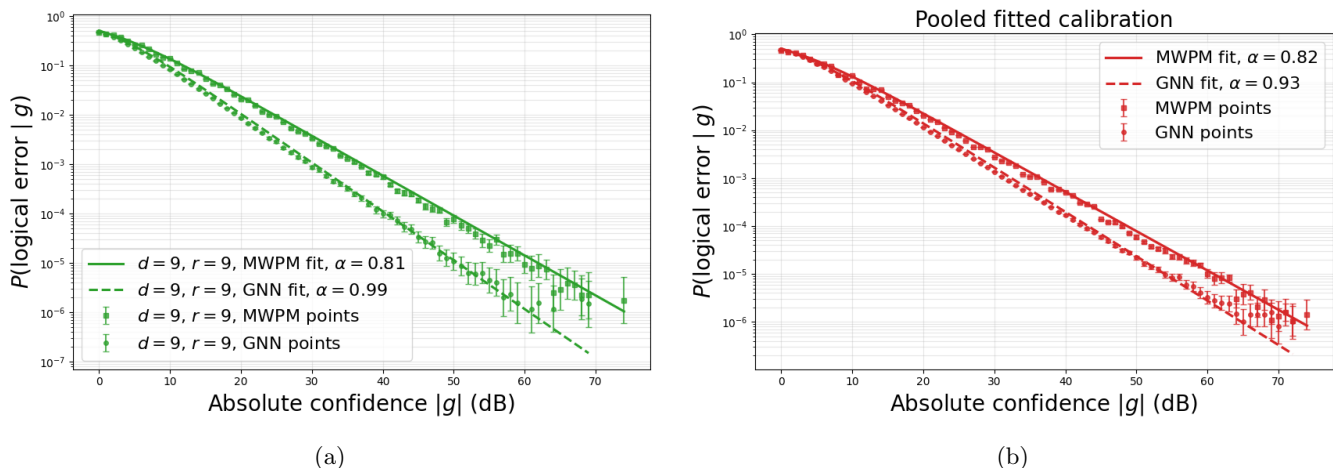 10⁰
10⁻¹
10⁻²
10⁻³
10⁻⁴
10⁻⁵
10⁻⁶
10⁻⁷
P(logical error | g)
d = 9, r = 9, MWPM fit, α = 0.81
d = 9, r = 9, GNN fit, α = 0.99
d = 9, r = 9, MWPM points
d = 9, r = 9, GNN points
0 10 20 30 40 50 60 70
Absolute confidence |g| (dB)
(a)
Pooled fitted calibration
10⁰
10⁻¹
10⁻²
10⁻³
10⁻⁴
10⁻⁵
10⁻⁶
P(logical error | g)
MWPM fit, α = 0.82
GNN fit, α = 0.93
MWPM points
GNN points
0 10 20 30 40 50 60 70
Absolute confidence |g| (dB)
(b)